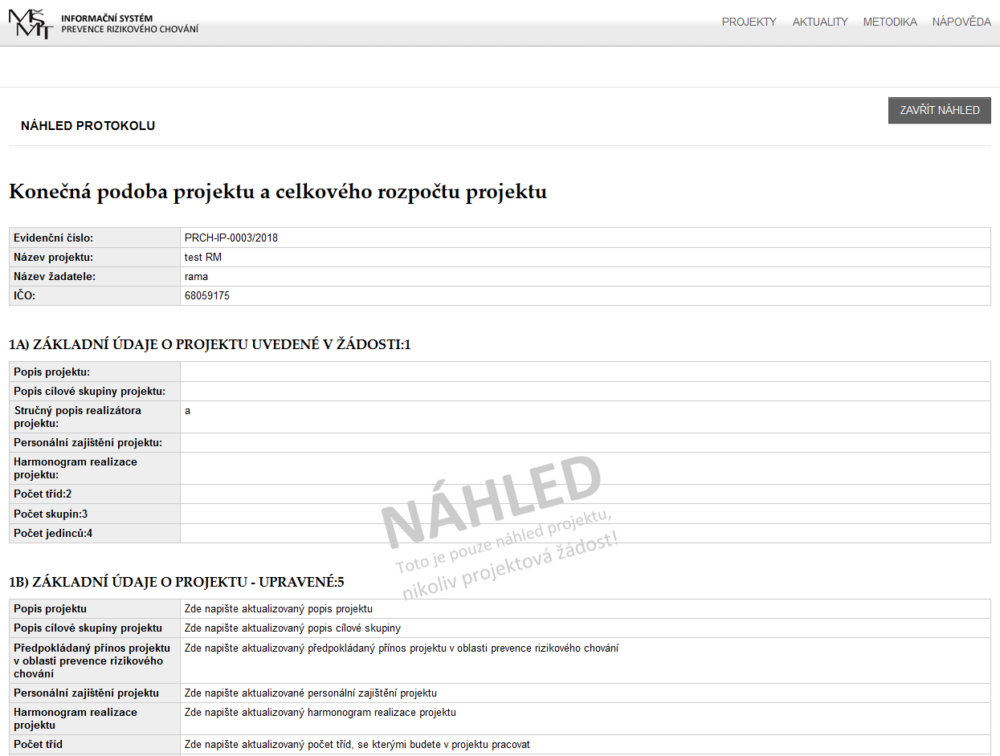 MŠMT
INFORMAČNÍ SYSTÉM
PREVENCE RIZIKOVÉHO CHOVÁNÍ
PROJEKTY AKTUALITY METODIKA NÁPOVĚDA
ZAVŘÍT NÁHLED
NÁHLED PROTOKOLU
Konečná podoba projektu a celkového rozpočtu projektu
Evidenční číslo: PRCH-IP-0003/2018
Název projektu: test RM
Název žadatele: rama
IČO: 68059175
1A) ZÁKLADNÍ ÚDAJE O PROJEKTU UVEDENÉ V ŽÁDOSTI:1
Popis projektu:
Popis cílové skupiny projektu:
Stručný popis realizátora a
projektu:
Personální zajištění projektu:
Harmonogram realizace
projektu:
Počet tříd:2
Počet skupin:3
Počet jedinců:4
NÁHLED
Toto je pouze náhled projektu,
nikoliv projektová žádost!
1B) ZÁKLADNÍ ÚDAJE O PROJEKTU - UPRAVENÉ:5
Popis projektu Zde napište aktualizovaný popis projektu
Popis cílové skupiny projektu Zde napište aktualizovaný popis cílové skupiny
Předpokládaný přínos projektu Zde napište aktualizovaný předpokládaný přínos projektu v oblasti prevence rizikového chování
v oblasti prevence rizikového
chování
Personální zajištění projektu Zde napište aktualizované personální zajištění projektu
Harmonogram realizace Zde napište aktualizovaný harmonogram realizace projektu
projektu
Počet tříd Zde napište aktualizovaný počet tříd, se kterými budete v projektu pracovat